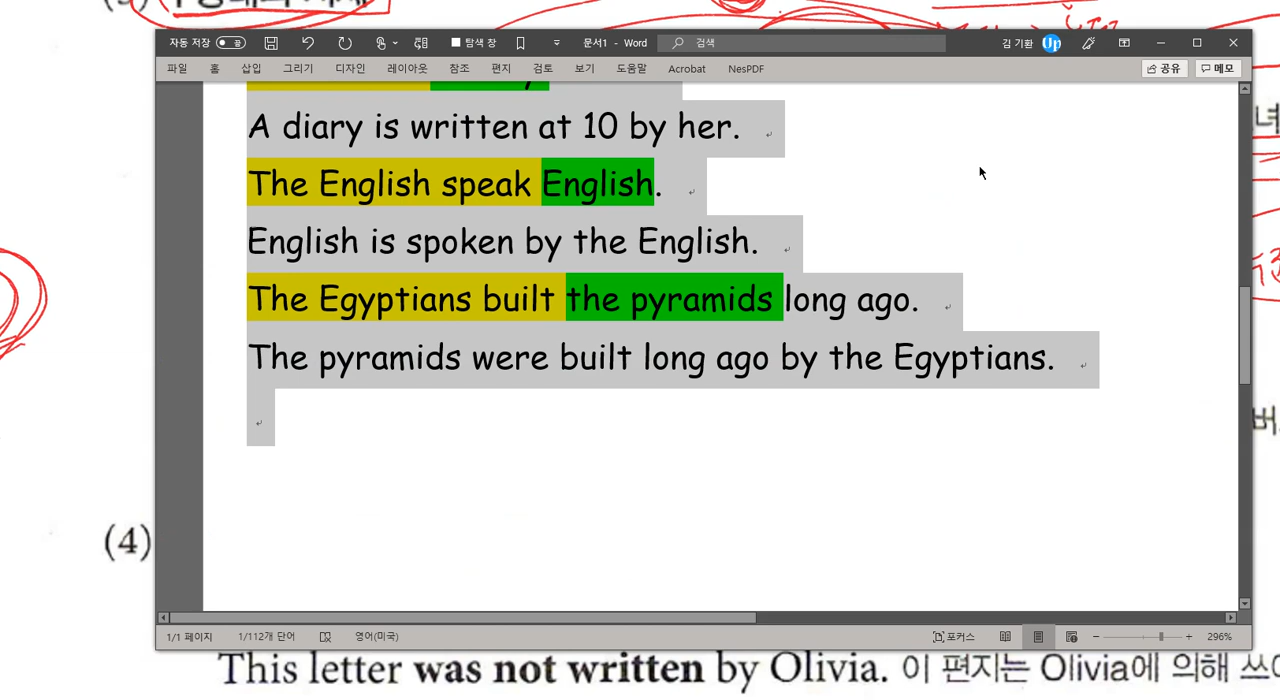 자동 저장 끔 탐색 창 문서1 - Word 검색 김 기환 Up
파일 홈 삽입 그리기 디자인 레이아웃 참조 편지 검토 보기 도움말 Acrobat NesPDF 공유 메모
A diary is written at 10 by her.
The English speak English.
English is spoken by the English.
The Egyptians built the pyramids long ago.
The pyramids were built long ago by the Egyptians.
(4)
1/1 페이지 1/112개 단어 영어(미국) 포커스 296%
This letter was not written by Olivia. 이 편지는 Olivia에 의해